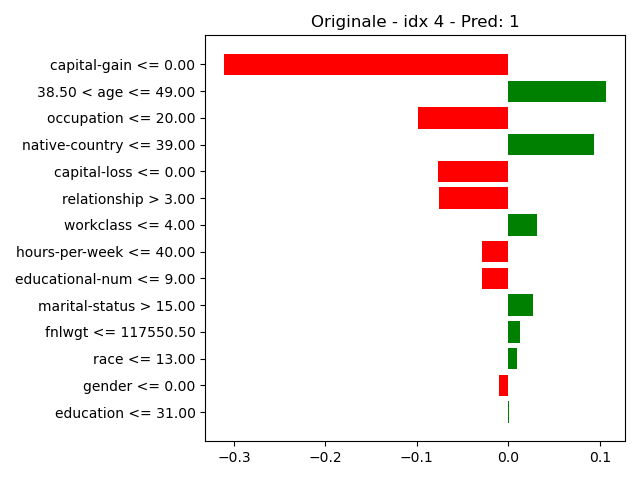 Originale - idx 4 - Pred: 1
capital-gain <= 0.00
38.50 < age <= 49.00
occupation <= 20.00
native-country <= 39.00
capital-loss <= 0.00
relationship > 3.00
workclass <= 4.00
hours-per-week <= 40.00
educational-num <= 9.00
marital-status > 15.00
fnlwgt <= 117550.50
race <= 13.00
gender <= 0.00
education <= 31.00
−0.3 −0.2 −0.1 0.0 0.1